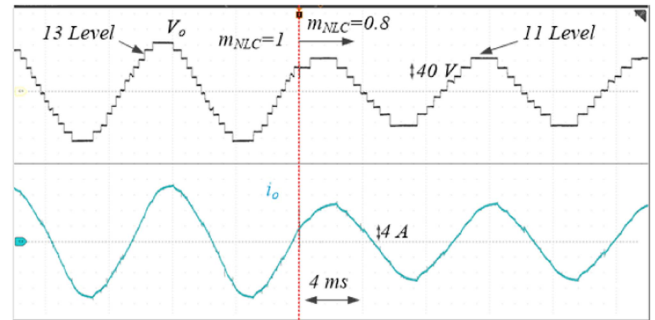 13 Level
Vo
mNLC=1
mNLC=0.8
11 Level
40 V
io
4 A
4 ms